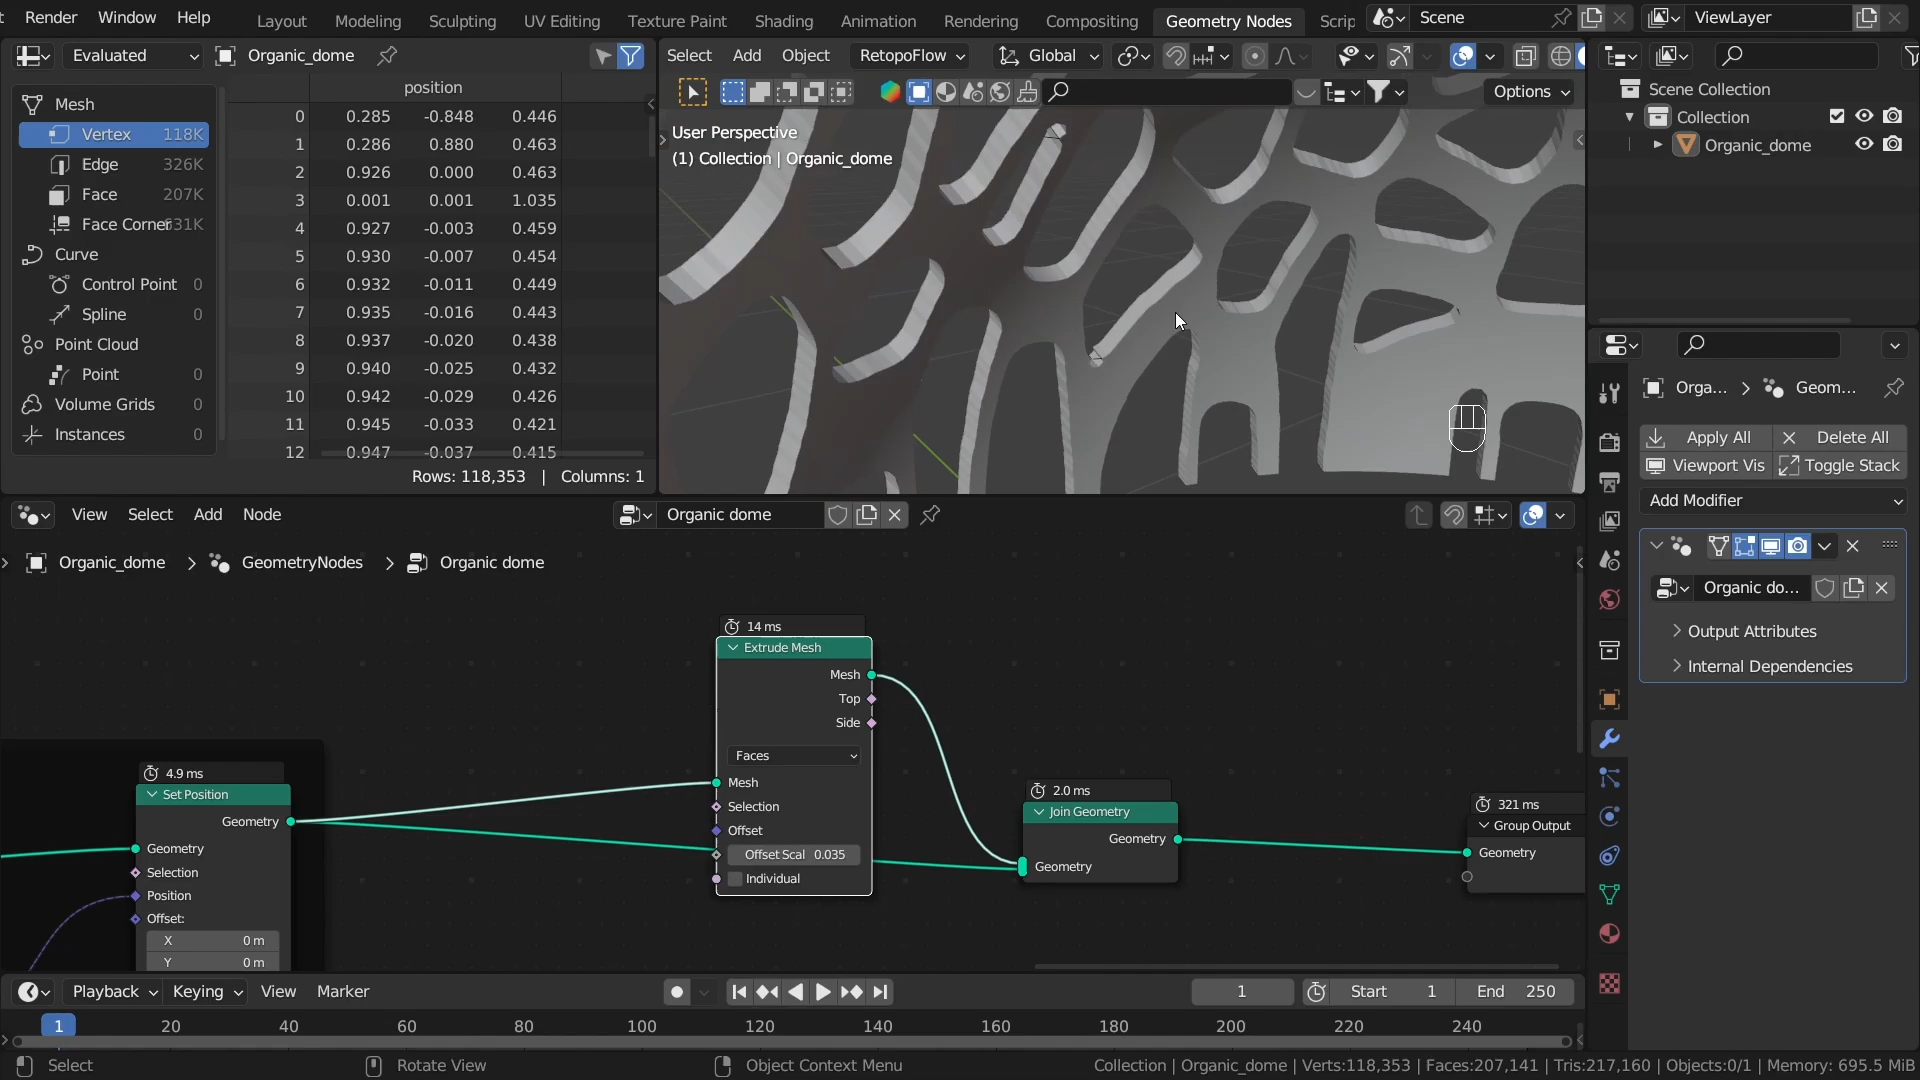 Render Window Help Layout Modeling Sculpting UV Editing Texture Paint Shading Animation Rendering Compositing Geometry Nodes Scrip Scene ViewLayer
Evaluated Organic_dome
Select Add Object RetopoFlow Global
Options
Mesh
Vertex 118K
Edge 326K
Face 207K
Face Corner 831K
Curve
Control Point 0
Spline 0
Point Cloud
Point 0
Volume Grids 0
Instances 0
position
0 0.285 -0.848 0.446
1 0.286 0.880 0.463
2 0.926 0.000 0.463
3 0.001 0.001 1.035
4 0.927 -0.003 0.459
5 0.930 -0.007 0.454
6 0.932 -0.011 0.449
7 0.935 -0.016 0.443
8 0.937 -0.020 0.438
9 0.940 -0.025 0.432
10 0.942 -0.029 0.426
11 0.945 -0.033 0.421
12 0.947 -0.037 0.415
Rows: 118,353 | Columns: 1
User Perspective
(1) Collection | Organic_dome
Scene Collection
Collection
Organic_dome
Orga... Geom...
Apply All Delete All
Viewport Vis Toggle Stack
Add Modifier
Organic do...
Output Attributes
Internal Dependencies
View Select Add Node Organic dome
Organic_dome GeometryNodes Organic dome
14 ms
Extrude Mesh
Mesh
Top
Side
Faces
Mesh
Selection
Offset
Offset Scal 0.035
Individual
4.9 ms
Set Position
Geometry
Geometry
Selection
Position
Offset:
X 0 m
Y 0 m
2.0 ms
Join Geometry
Geometry
Geometry
321 ms
Group Output
Geometry
Playback Keying View Marker 1 Start 1 End 250
1 20 40 60 80 100 120 140 160 180 200 220 240
Select Rotate View Object Context Menu Collection | Organic_dome | Verts:118,353 | Faces:207,141 | Tris:217,160 | Objects:0/1 | Memory: 695.5 MiB